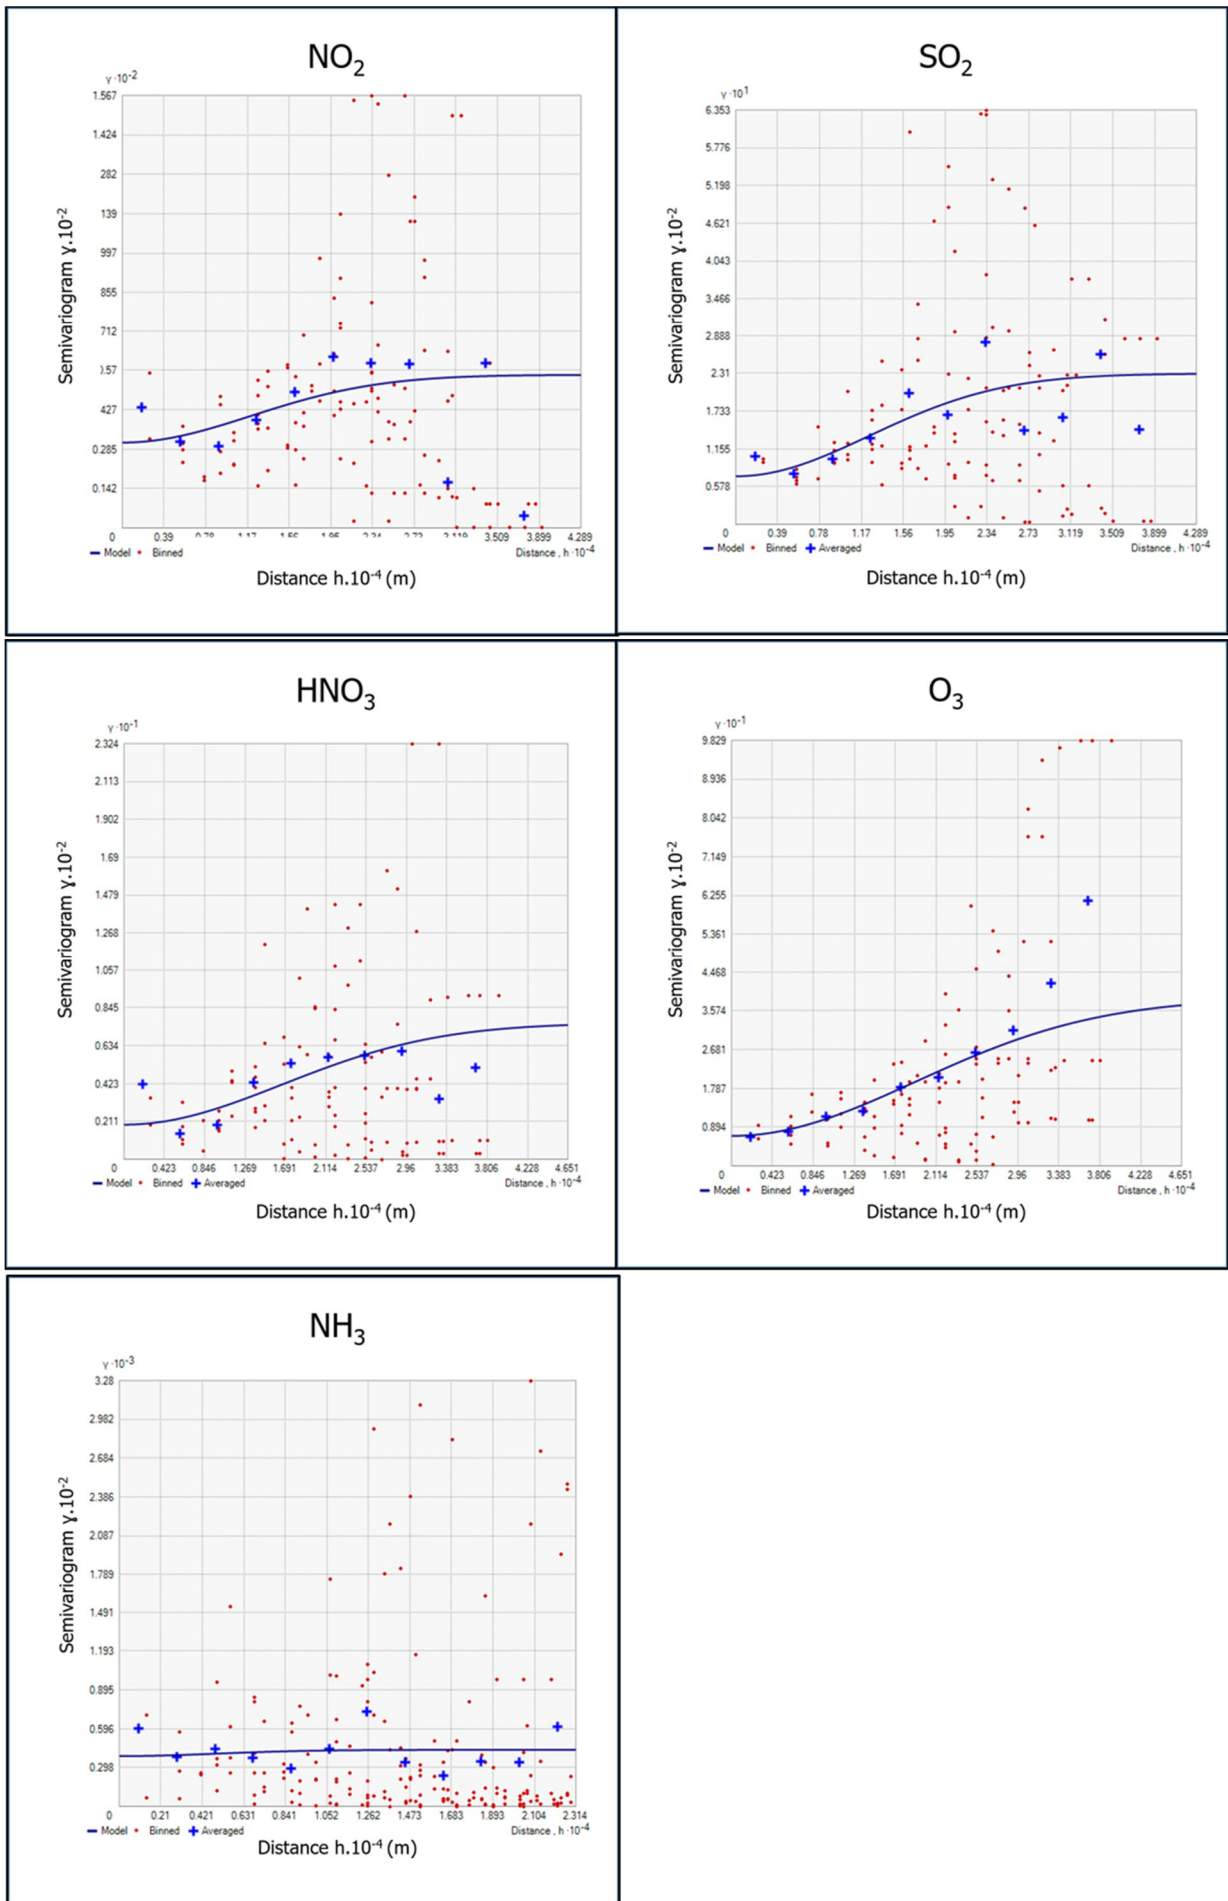 NO₂
γ ·10⁻²
1.567
1.424
282
139
997
855
712
1.57
427
0.285
0.142
Semivariogram ɣ.10⁻²
0 0.39 0.78 1.17 1.56 1.95 2.34 2.73 3.119 3.509 3.899 4.289
Model Binned Distance , h ·10⁻⁴
Distance h.10⁻⁴ (m)
SO₂
γ ·10¹
6.353
5.776
5.198
4.621
4.043
3.466
2.888
2.31
1.733
1.155
0.578
Semivariogram ɣ.10⁻²
0 0.39 0.78 1.17 1.56 1.95 2.34 2.73 3.119 3.509 3.899 4.289
Model Binned Averaged Distance , h ·10⁻⁴
Distance h.10⁻⁴ (m)
HNO₃
γ ·10⁻¹
2.324
2.113
1.902
1.69
1.479
1.268
1.057
0.845
0.634
0.423
0.211
Semivariogram ɣ.10⁻²
0 0.423 0.846 1.269 1.691 2.114 2.537 2.96 3.383 3.806 4.228 4.651
Model Binned Averaged Distance , h ·10⁻⁴
Distance h.10⁻⁴ (m)
O₃
γ ·10⁻¹
9.829
8.936
8.042
7.149
6.255
5.361
4.468
3.574
2.681
1.787
0.894
Semivariogram ɣ.10⁻²
0 0.423 0.846 1.269 1.691 2.114 2.537 2.96 3.383 3.806 4.228 4.651
Model Binned Averaged Distance , h ·10⁻⁴
Distance h.10⁻⁴ (m)
NH₃
γ ·10⁻³
3.28
2.982
2.684
2.386
2.087
1.789
1.491
1.193
0.895
0.596
0.298
Semivariogram ɣ.10⁻²
0 0.21 0.421 0.631 0.841 1.052 1.262 1.473 1.683 1.893 2.104 2.314
Model Binned Averaged Distance , h ·10⁻⁴
Distance h.10⁻⁴ (m)